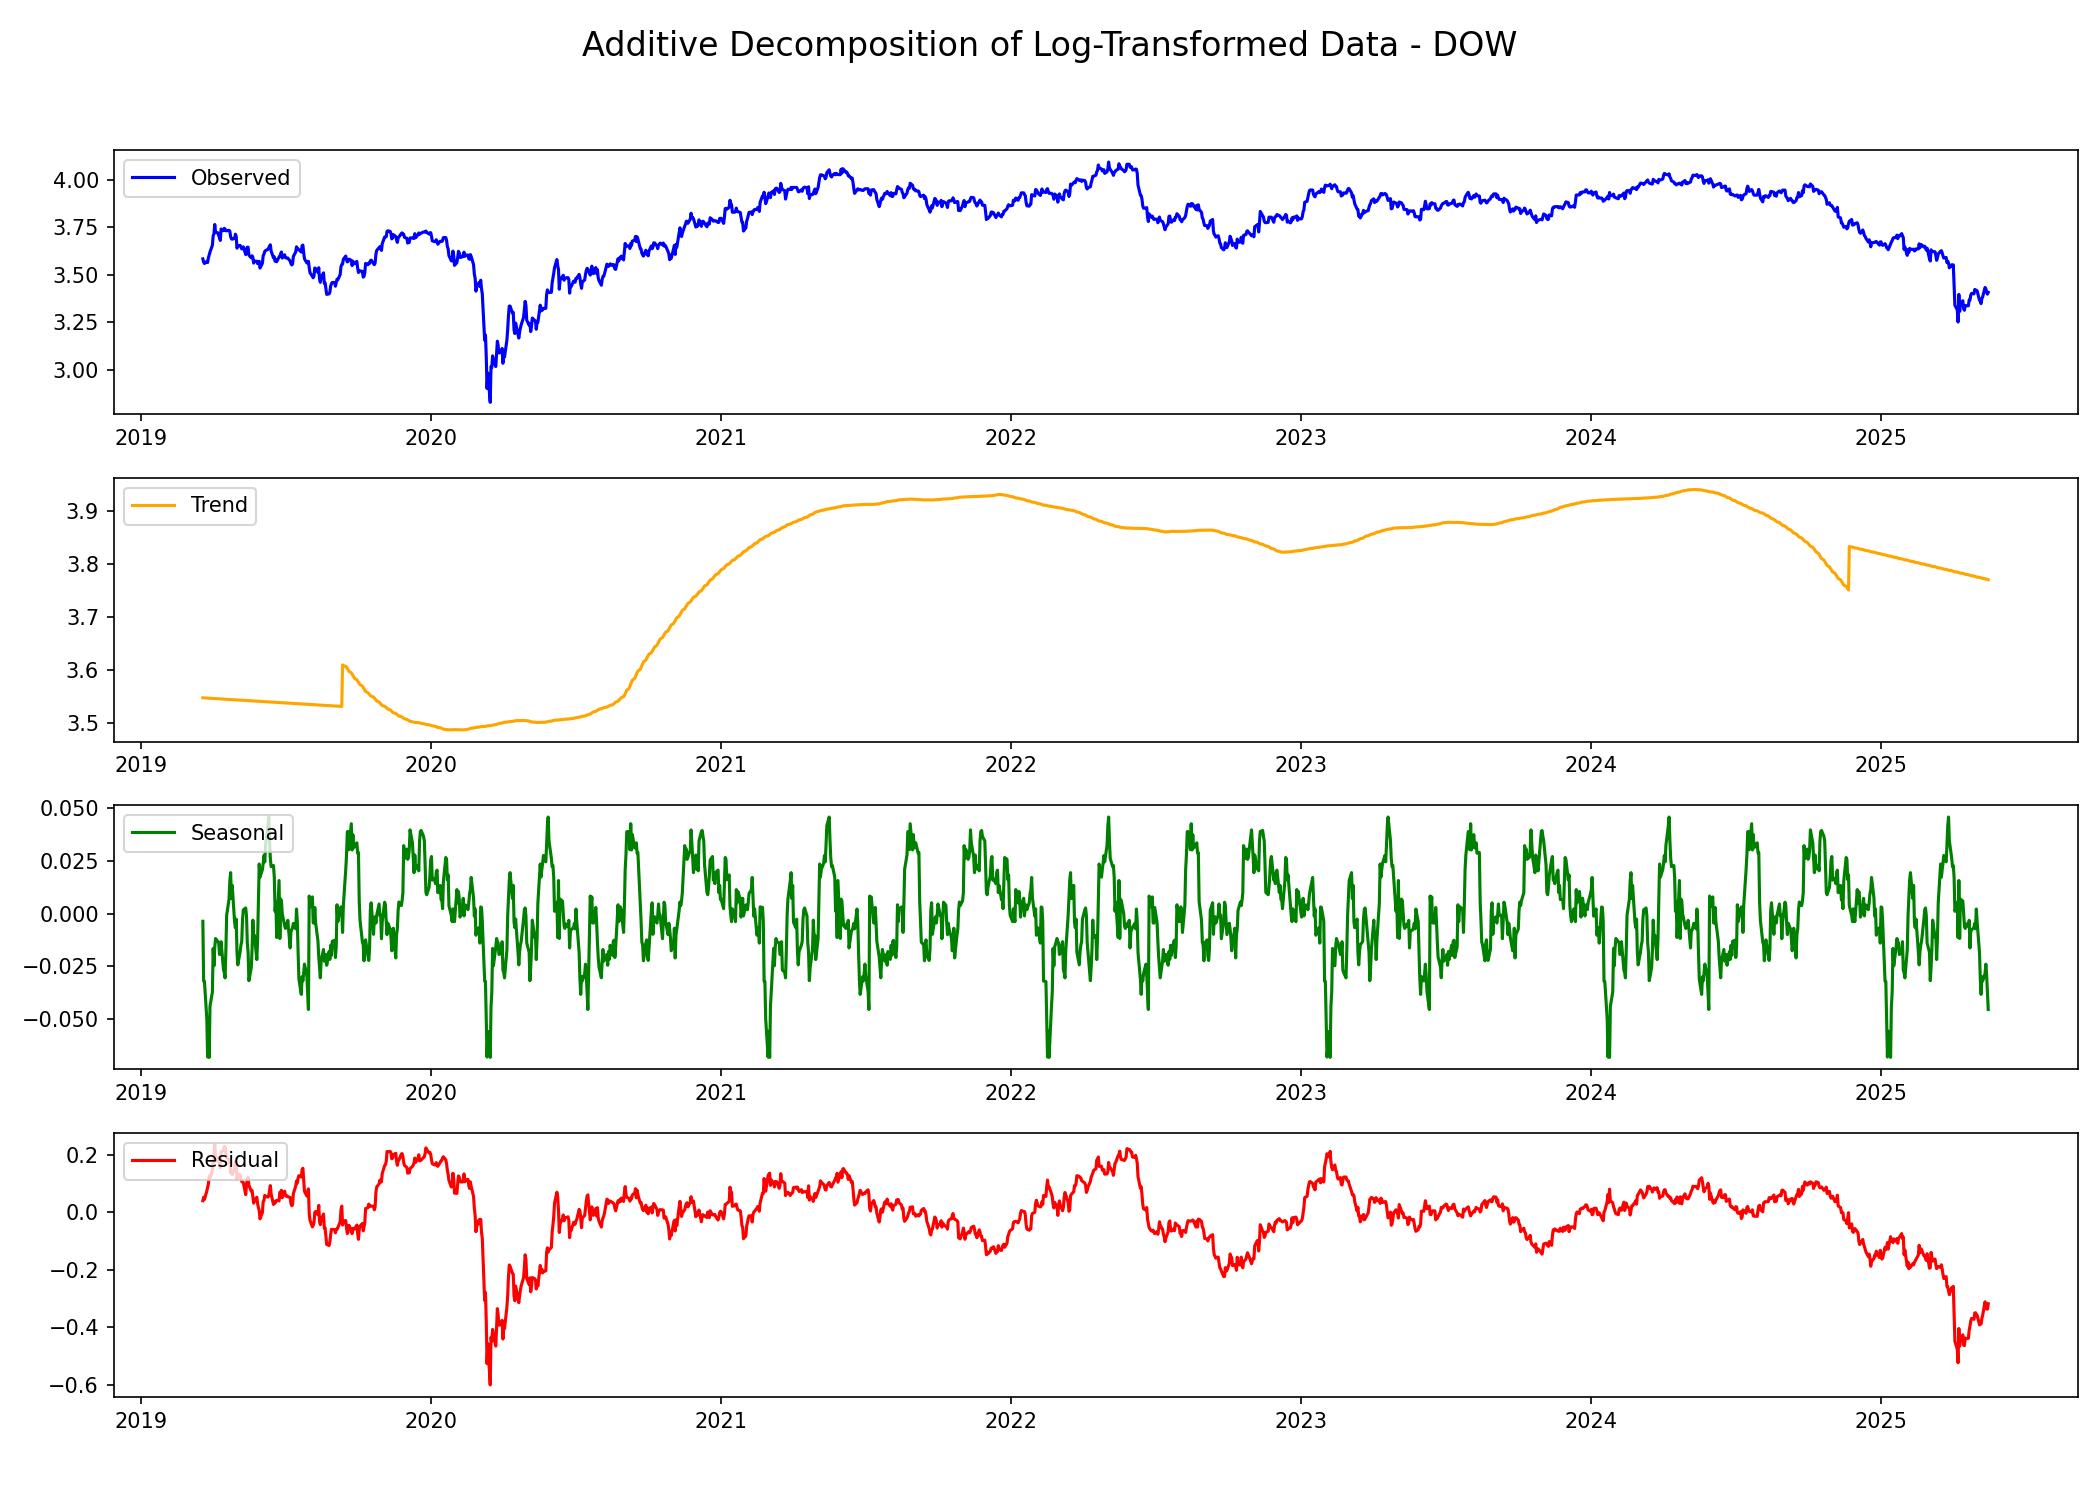 Additive Decomposition of Log-Transformed Data - DOW
Observed
4.00
3.75
3.50
3.25
3.00
2019 2020 2021 2022 2023 2024 2025
Trend
3.9
3.8
3.7
3.6
3.5
2019 2020 2021 2022 2023 2024 2025
0.050
Seasonal
0.025
0.000
−0.025
−0.050
2019 2020 2021 2022 2023 2024 2025
Residual
0.2
0.0
−0.2
−0.4
−0.6
2019 2020 2021 2022 2023 2024 2025